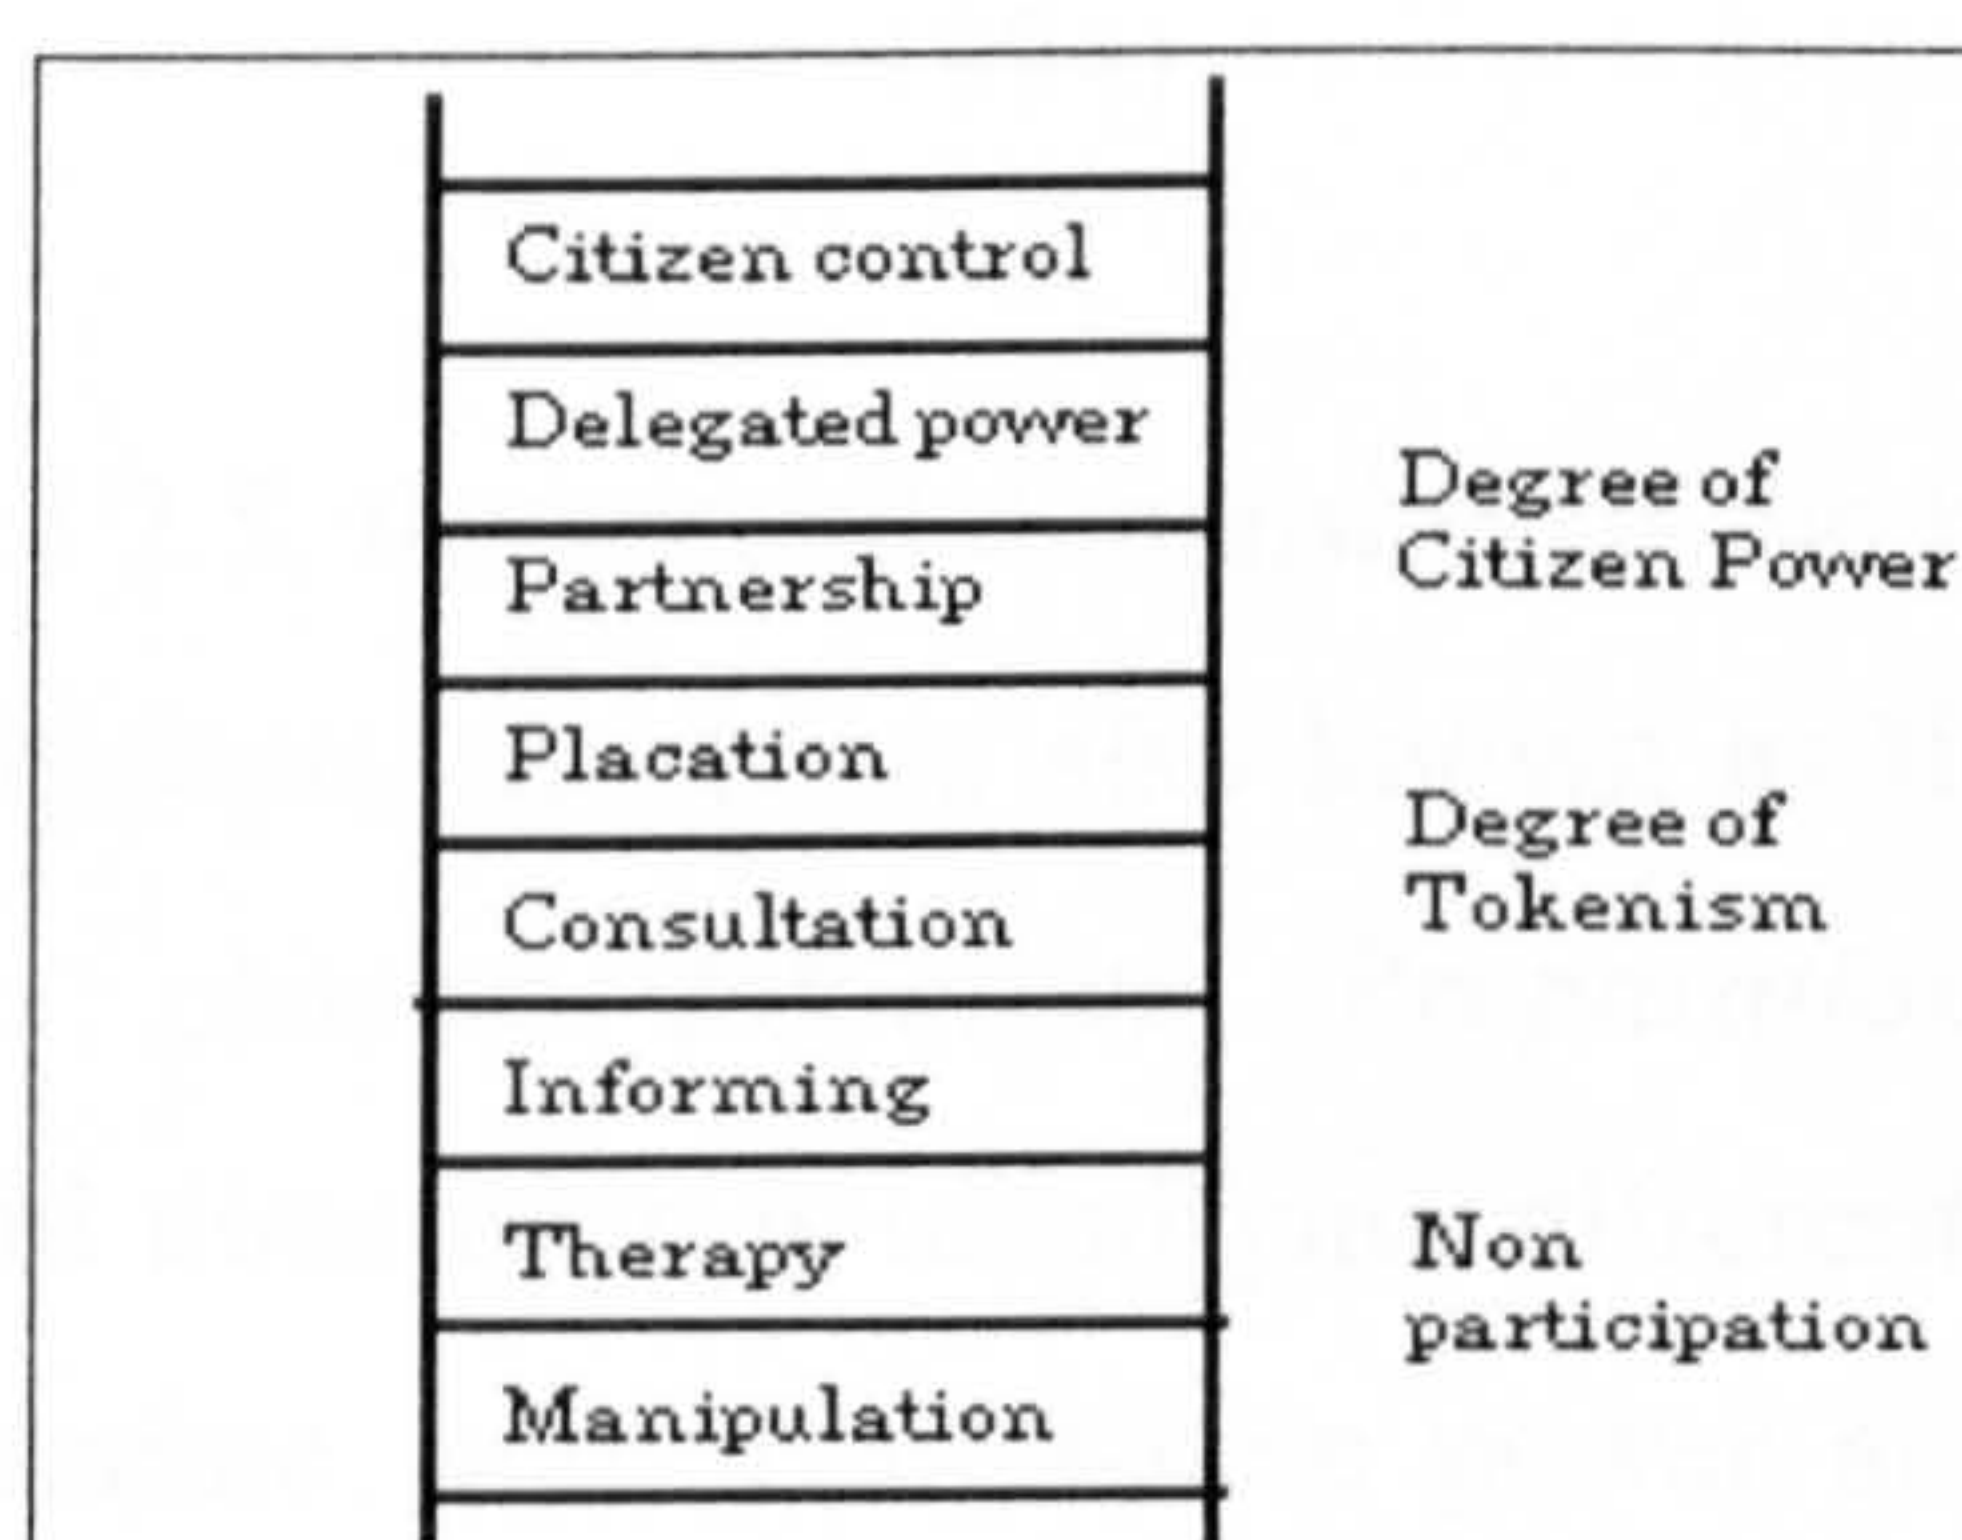 Citizen control
Delegated power
Partnership
Placation
Consultation
Informing
Therapy
Manipulation
Degree of
Citizen Power
Degree of
Tokenism
Non
participation